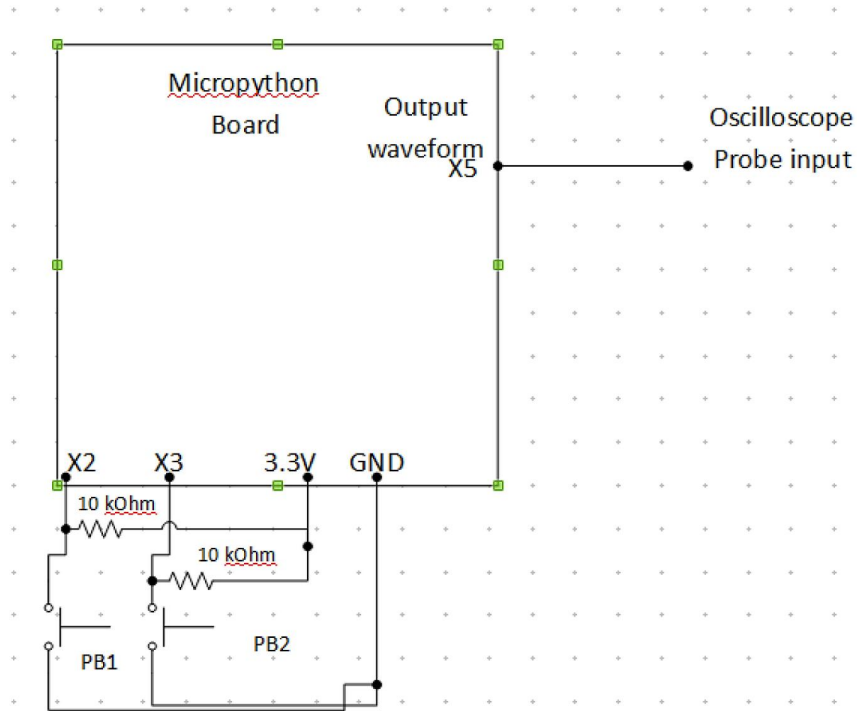 Micropython
Board
Output
waveform
X5
Oscilloscope
Probe input
X2
X3
3.3V
GND
10 kOhm
10 kOhm
PB1
PB2